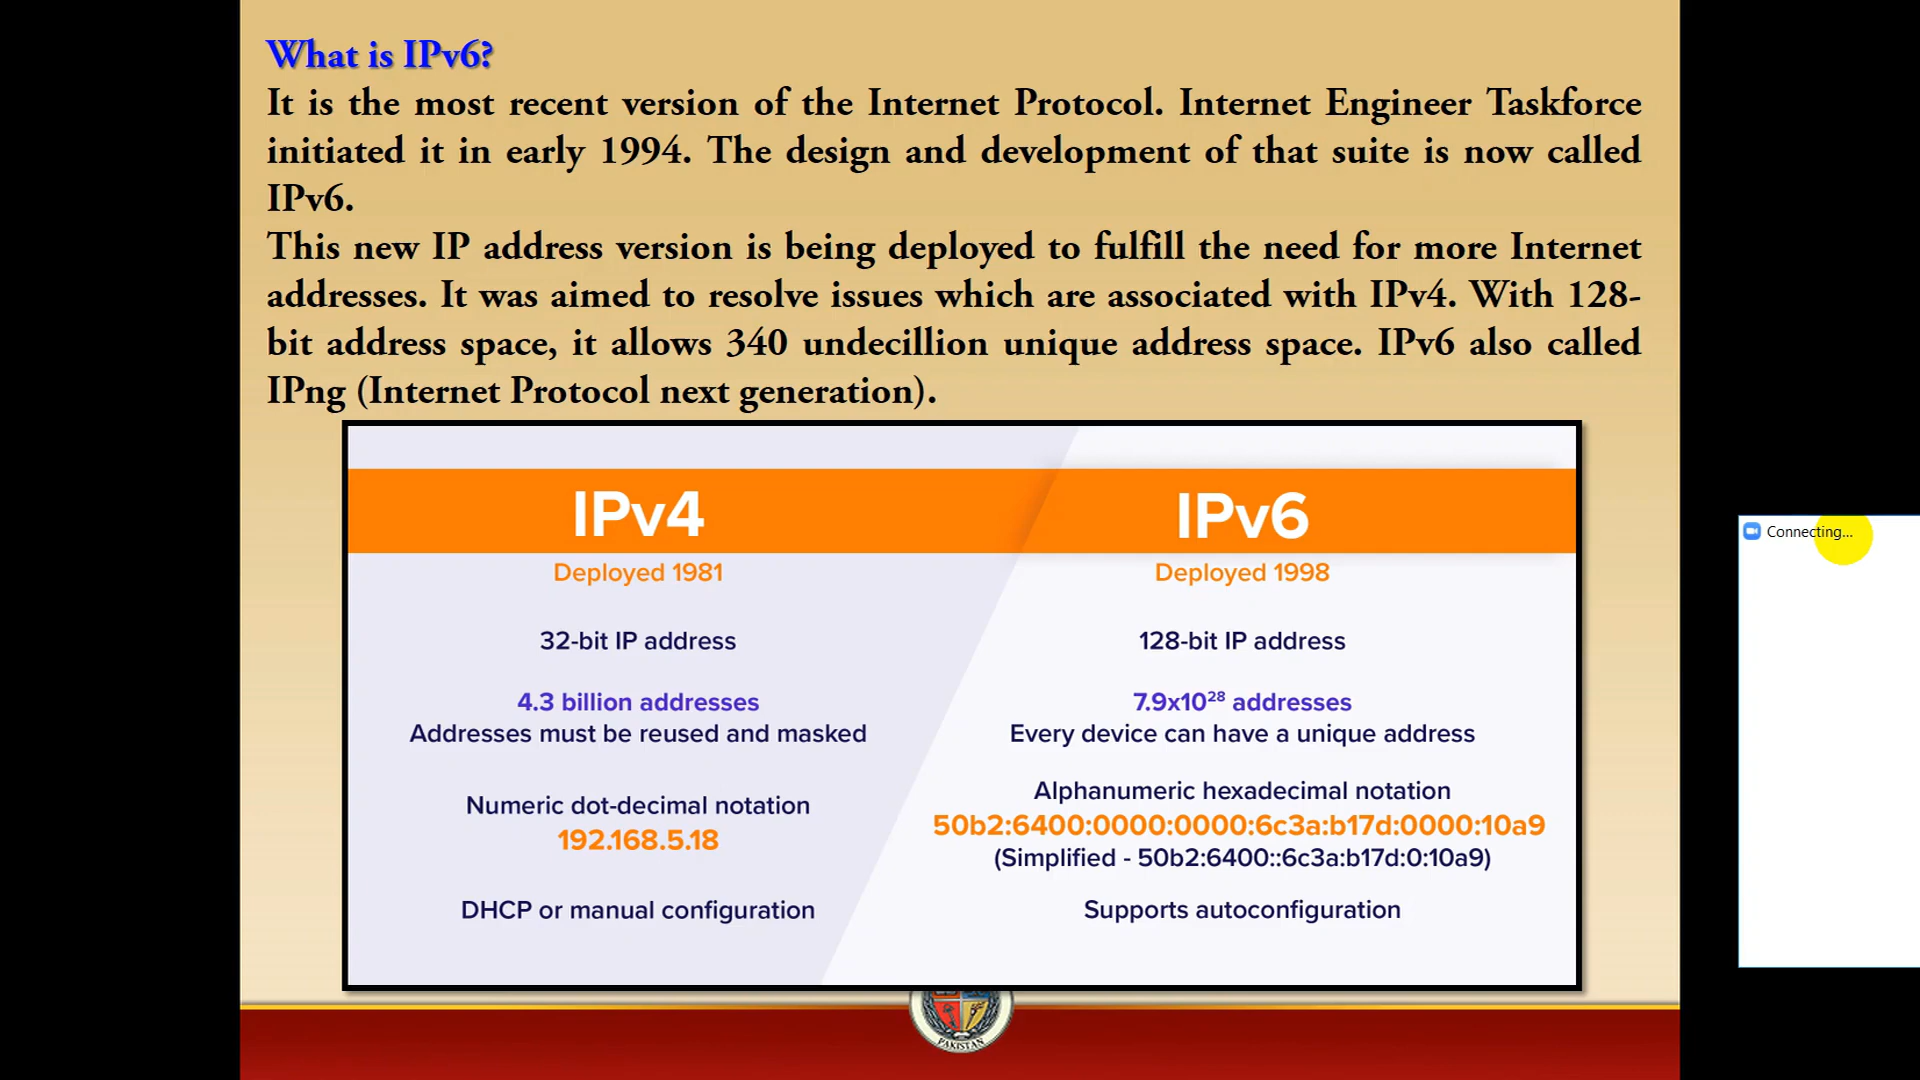 What is IPv6?
It is the most recent version of the Internet Protocol. Internet Engineer Taskforce
initiated it in early 1994. The design and development of that suite is now called
IPv6.
This new IP address version is being deployed to fulfill the need for more Internet
addresses. It was aimed to resolve issues which are associated with IPv4. With 128-
bit address space, it allows 340 undecillion unique address space. IPv6 also called
IPng (Internet Protocol next generation).
IPv4
Deployed 1981
32-bit IP address
4.3 billion addresses
Addresses must be reused and masked
Numeric dot-decimal notation
192.168.5.18
DHCP or manual configuration
IPv6
Deployed 1998
128-bit IP address
7.9x10²⁸ addresses
Every device can have a unique address
Alphanumeric hexadecimal notation
50b2:6400:0000:0000:6c3a:b17d:0000:10a9
(Simplified - 50b2:6400::6c3a:b17d:0:10a9)
Supports autoconfiguration
Connecting...
PAKISTAN